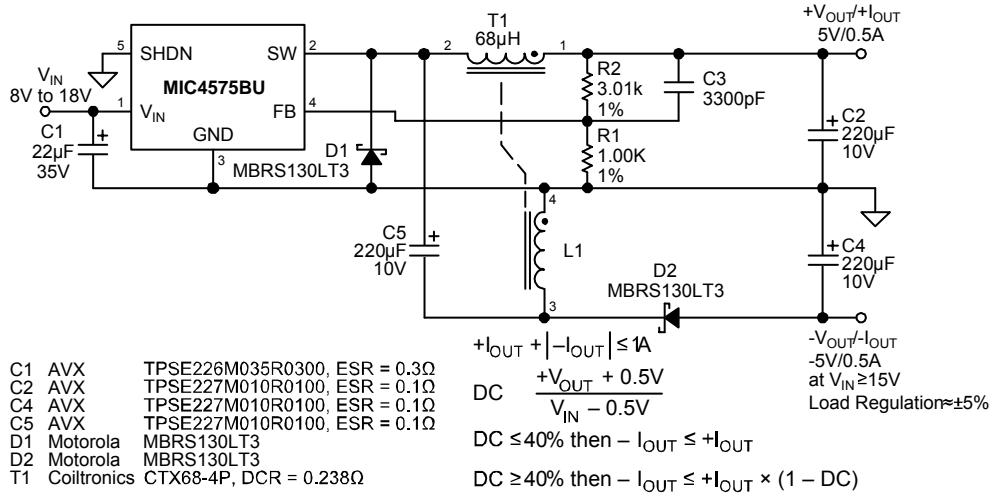 T1
68µH
+VOUT/+IOUT
5V/0.5A
5
SHDN
SW
2
2
1
MIC4575BU
VIN
8V to 18V
1
VIN
FB
4
GND
3
C1
22µF
35V
D1
MBRS130LT3
R2
3.01k
1%
C3
3300pF
R1
1.00K
1%
C2
220µF
10V
4
C5
220µF
10V
L1
3
C4
220µF
10V
D2
MBRS130LT3
-VOUT/-IOUT
-5V/0.5A
at VIN ≥15V
Load Regulation≈±5%
+IOUT + |–IOUT| ≤ 1A
DC +VOUT + 0.5V
VIN – 0.5V
DC ≤ 40% then – IOUT ≤ +IOUT
DC ≥ 40% then – IOUT ≤ +IOUT × (1 – DC)
C1 AVX TPSE226M035R0300, ESR = 0.3Ω
C2 AVX TPSE227M010R0100, ESR = 0.1Ω
C4 AVX TPSE227M010R0100, ESR = 0.1Ω
C5 AVX TPSE227M010R0100, ESR = 0.1Ω
D1 Motorola MBRS130LT3
D2 Motorola MBRS130LT3
T1 Coiltronics CTX68-4P, DCR = 0.238Ω